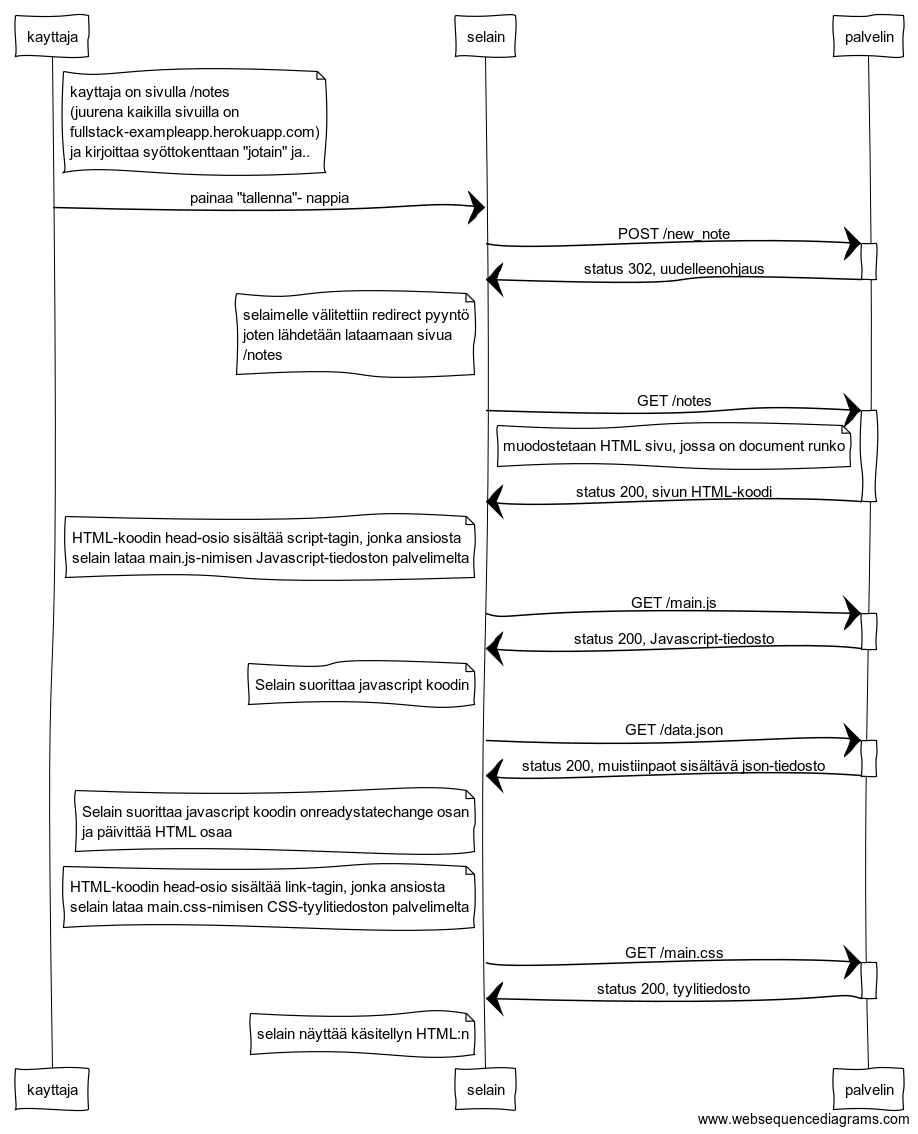 kayttaja
selain
palvelin
kayttaja on sivulla /notes
(juurena kaikilla sivuilla on
fullstack-exampleapp.herokuapp.com)
ja kirjoittaa syöttokenttaan "jotain" ja..
painaa "tallenna"- nappia
POST /new_note
status 302, uudelleenohjaus
selaimelle välitettiin redirect pyyntö
joten lähdetään lataamaan sivua
/notes
GET /notes
muodostetaan HTML sivu, jossa on document runko
status 200, sivun HTML-koodi
HTML-koodin head-osio sisältää script-tagin, jonka ansiosta
selain lataa main.js-nimisen Javascript-tiedoston palvelimelta
GET /main.js
status 200, Javascript-tiedosto
Selain suorittaa javascript koodin
GET /data.json
status 200, muistiinpaot sisältävä json-tiedosto
Selain suorittaa javascript koodin onreadystatechange osan
ja päivittää HTML osaa
HTML-koodin head-osio sisältää link-tagin, jonka ansiosta
selain lataa main.css-nimisen CSS-tyylitiedoston palvelimelta
GET /main.css
status 200, tyylitiedosto
selain näyttää käsitellyn HTML:n
kayttaja
selain
palvelin
www.websequencediagrams.com